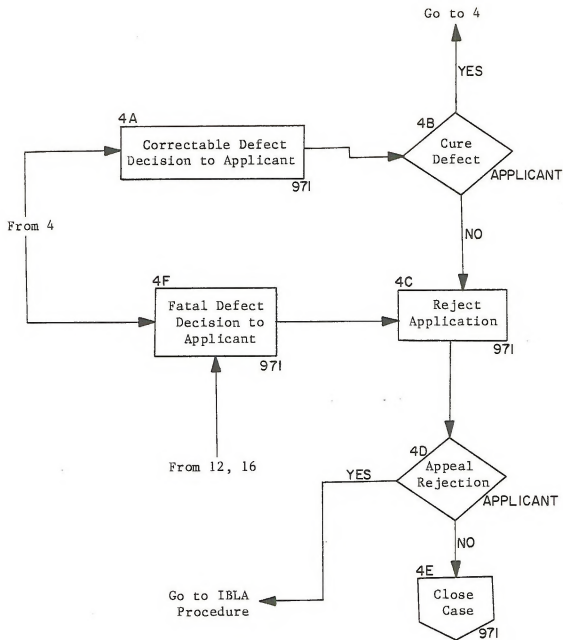 Go to 4
YES
4A
Correctable Defect
Decision to Applicant
971
4B
Cure
Defect
APPLICANT
From 4
NO
4F
Fatal Defect
Decision to
Applicant
971
4C
Reject
Application
971
From 12, 16
4D
Appeal
Rejection
YES
APPLICANT
NO
Go to IBLA
Procedure
4E
Close
Case
971